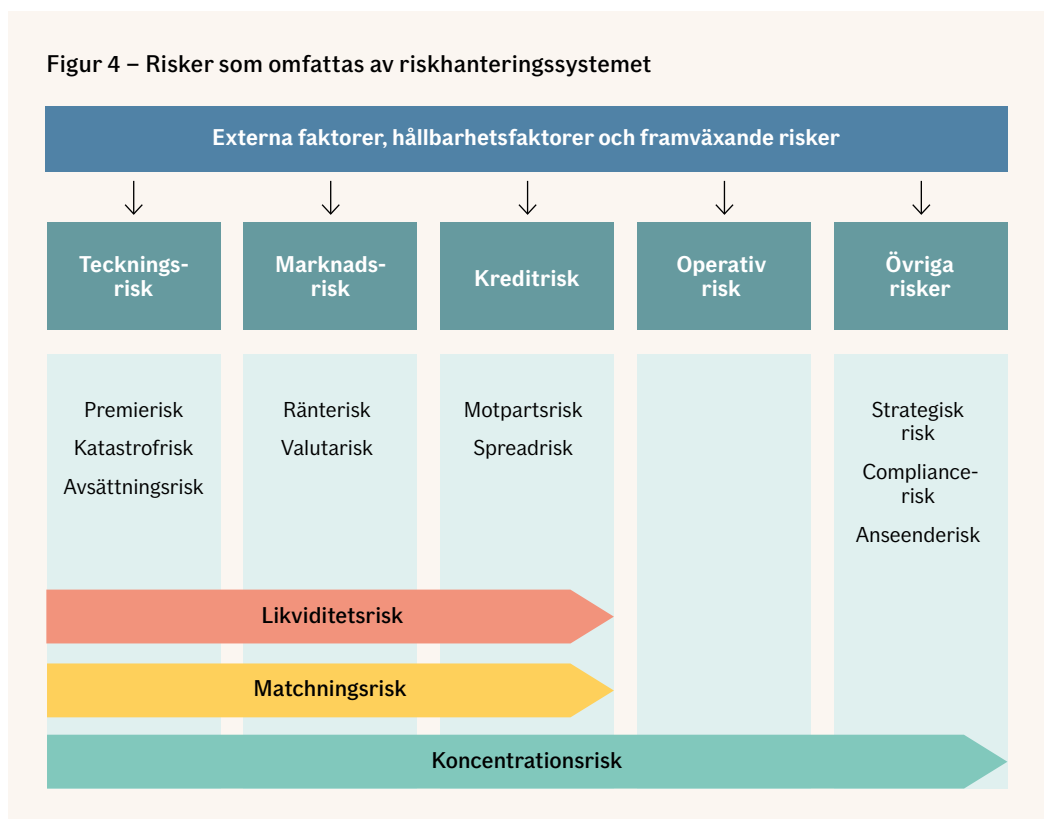 Figur 4 – Risker som omfattas av riskhanteringssystemet
Externa faktorer, hållbarhetsfaktorer och framväxande risker
Tecknings-
risk
Marknads-
risk
Kreditrisk
Operativ
risk
Övriga
risker
Premierisk
Katastrofrisk
Avsättningsrisk
Ränterisk
Valutarisk
Motpartsrisk
Spreadrisk
Strategisk
risk
Compliance-
risk
Anseenderisk
Likviditetsrisk
Matchningsrisk
Koncentrationsrisk